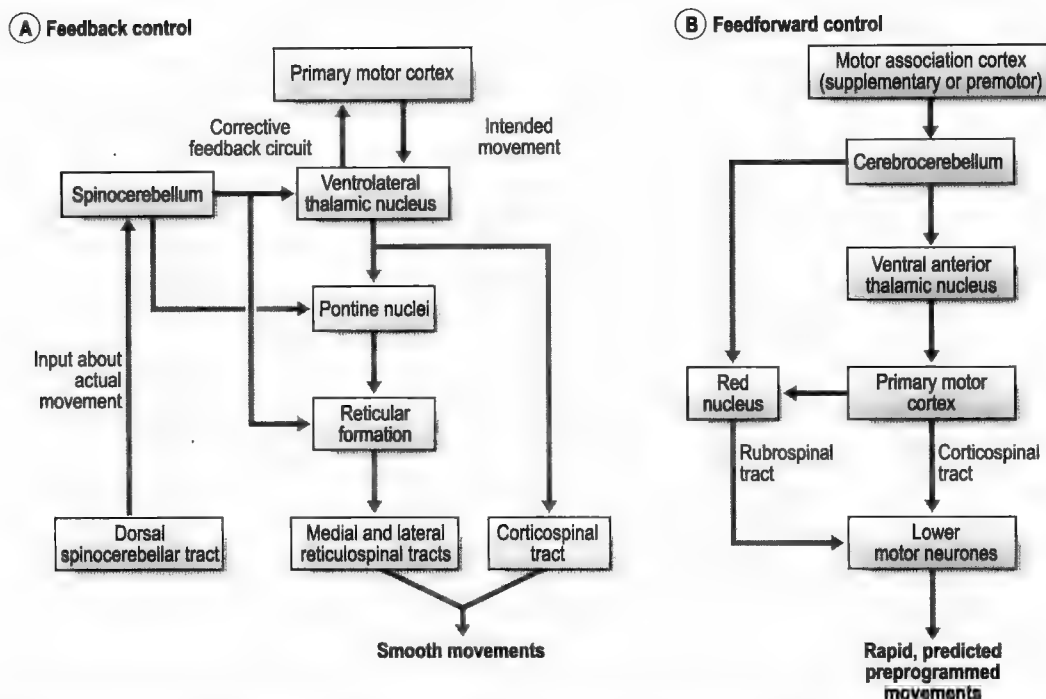 A Feedback control
Primary motor cortex
Corrective
feedback circuit
Intended
movement
Spinocerebellum
Ventrolateral
thalamic nucleus
Pontine nuclei
Input about
actual
movement
Reticular
formation
Dorsal
spinocerebellar tract
Medial and lateral
reticulospinal tracts
Corticospinal
tract
Smooth movements
B Feedforward control
Motor association cortex
(supplementary or premotor)
Cerebrocerebellum
Ventral anterior
thalamic nucleus
Red
nucleus
Primary motor
cortex
Rubrospinal
tract
Corticospinal
tract
Lower
motor neurones
Rapid, predicted
preprogrammed
movements